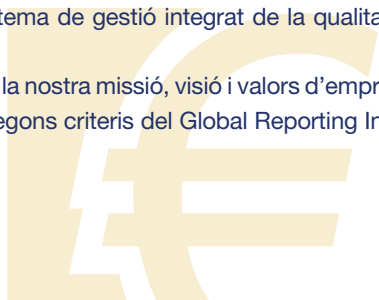 tema de gestió integrat de la qualita
la nostra missió, visió i valors d’empr
egons criteris del Global Reporting In